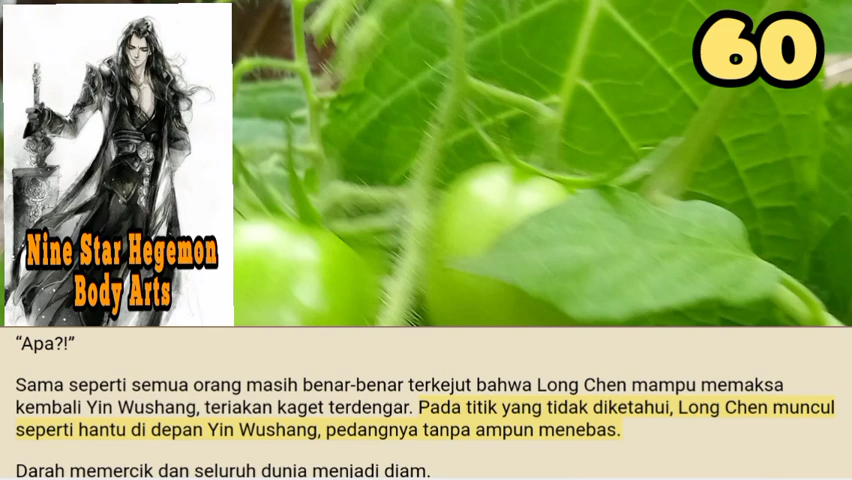 60
Nine Star Hegemon
Body Arts
“Apa?!”
Sama seperti semua orang masih benar-benar terkejut bahwa Long Chen mampu memaksa
kembali Yin Wushang, teriakan kaget terdengar. Pada titik yang tidak diketahui, Long Chen muncul
seperti hantu di depan Yin Wushang, pedangnya tanpa ampun menebas.
Darah memercik dan seluruh dunia menjadi diam.